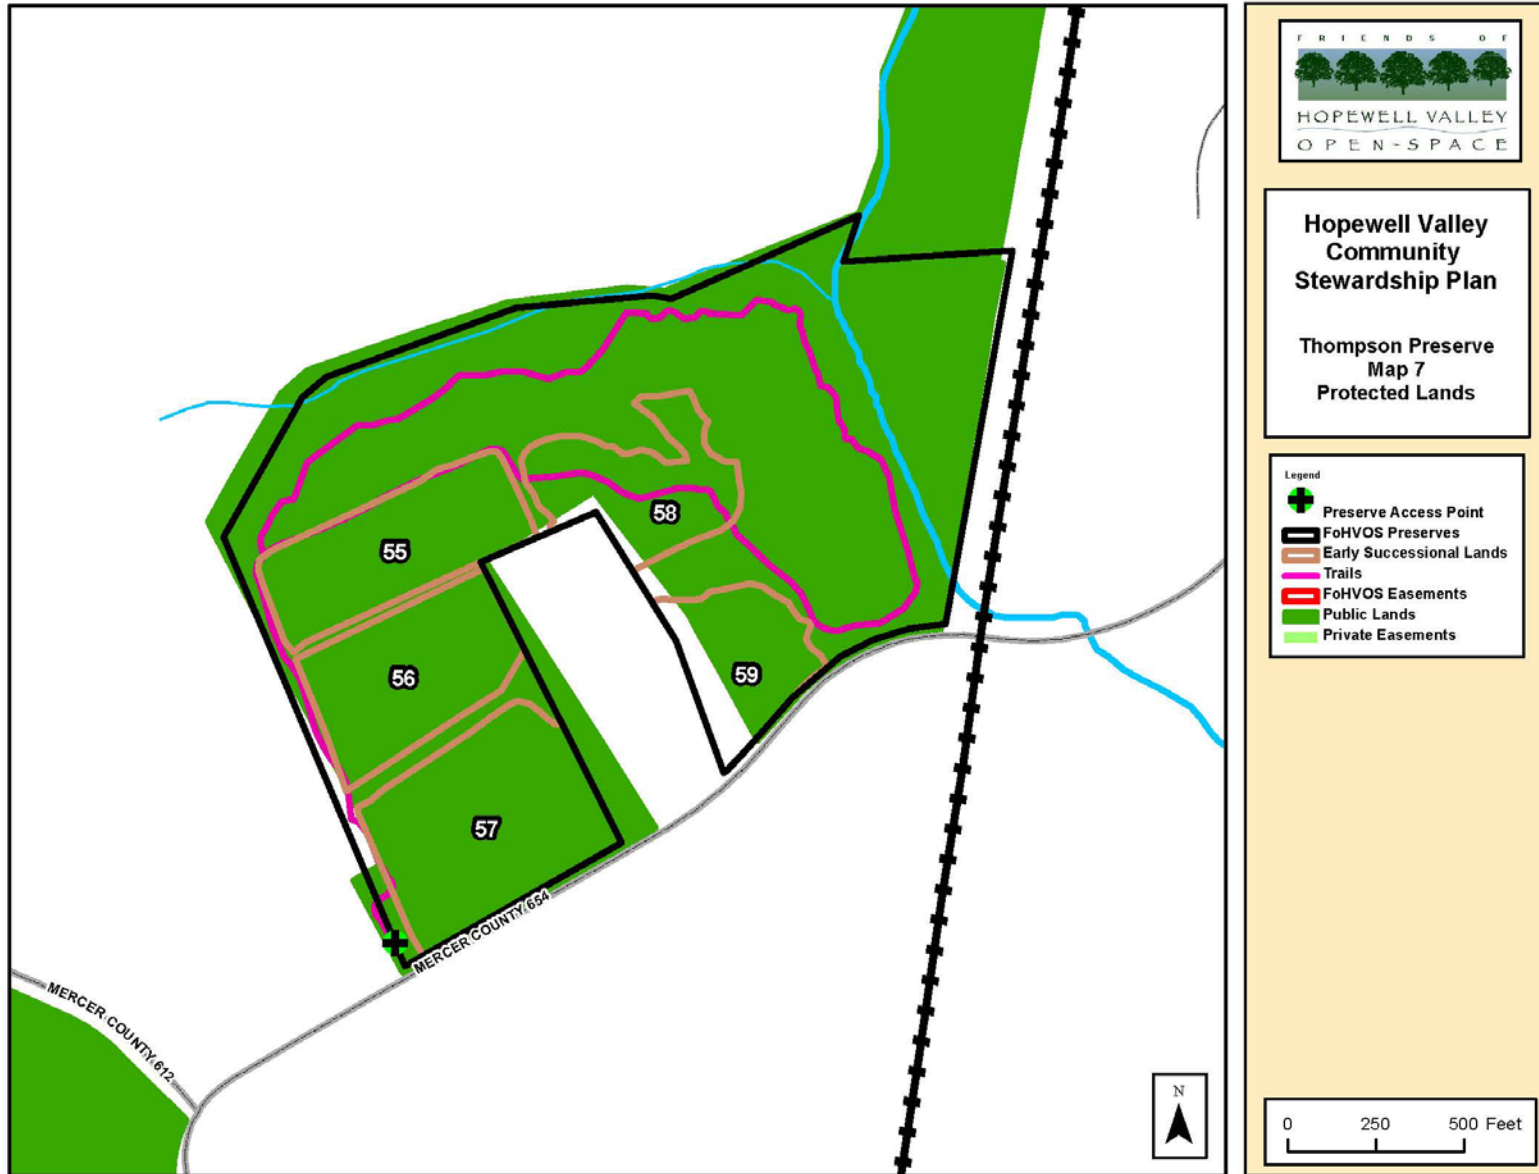 FRIENDS OF
HOPEWELL VALLEY
OPEN-SPACE
Hopewell Valley
Community
Stewardship Plan
Thompson Preserve
Map 7
Protected Lands
Legend
Preserve Access Point
FoHVOS Preserves
Early Successional Lands
Trails
FoHVOS Easements
Public Lands
Private Easements
55
58
56
59
57
MERCER COUNTY 654
MERCER COUNTY 612
N
0 250 500 Feet